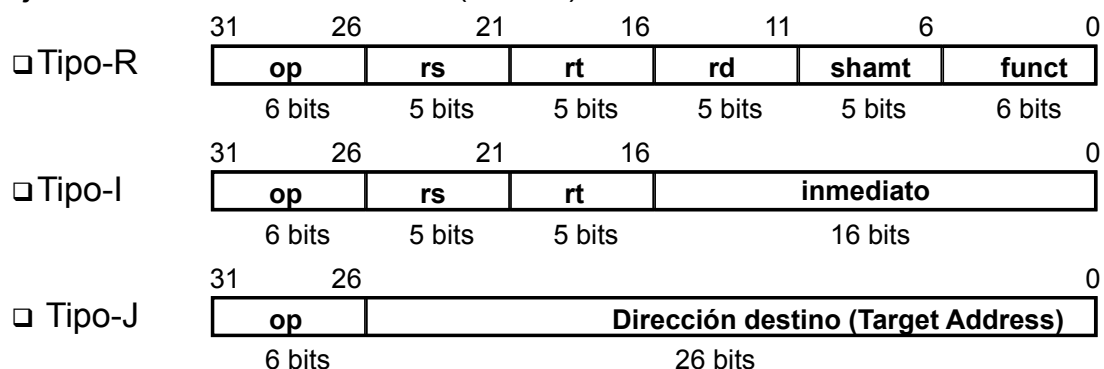 31 26 21 16 11 6 0
❑Tipo-R op rs rt rd shamt funct
6 bits 5 bits 5 bits 5 bits 5 bits 6 bits
31 26 21 16 0
❑Tipo-I op rs rt inmediato
6 bits 5 bits 5 bits 16 bits
31 26 0
❑ Tipo-J op Dirección destino (Target Address)
6 bits 26 bits